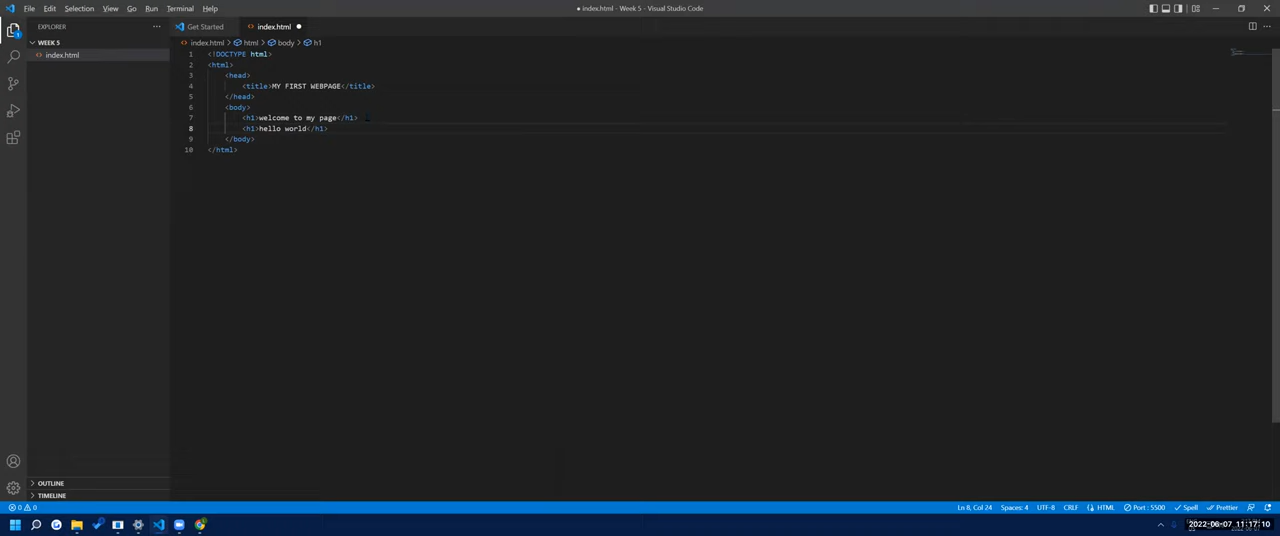 File Edit Selection View Go Run Terminal Help
● index.html - Week 5 - Visual Studio Code
EXPLORER
Get Started
index.html
WEEK 5
index.html
index.html > html > body > h1
1 <!DOCTYPE html>
2 <html>
3 <head>
4 <title>MY FIRST WEBPAGE</title>
5 </head>
6 <body>
7 <h1>welcome to my page</h1>
8 <h1>hello world</h1>
9 </body>
10 </html>
1
OUTLINE
TIMELINE
0 0
Ln 8, Col 24 Spaces: 4 UTF-8 CRLF HTML Port : 5500 Spell Prettier
2022-06-07 11:17:10